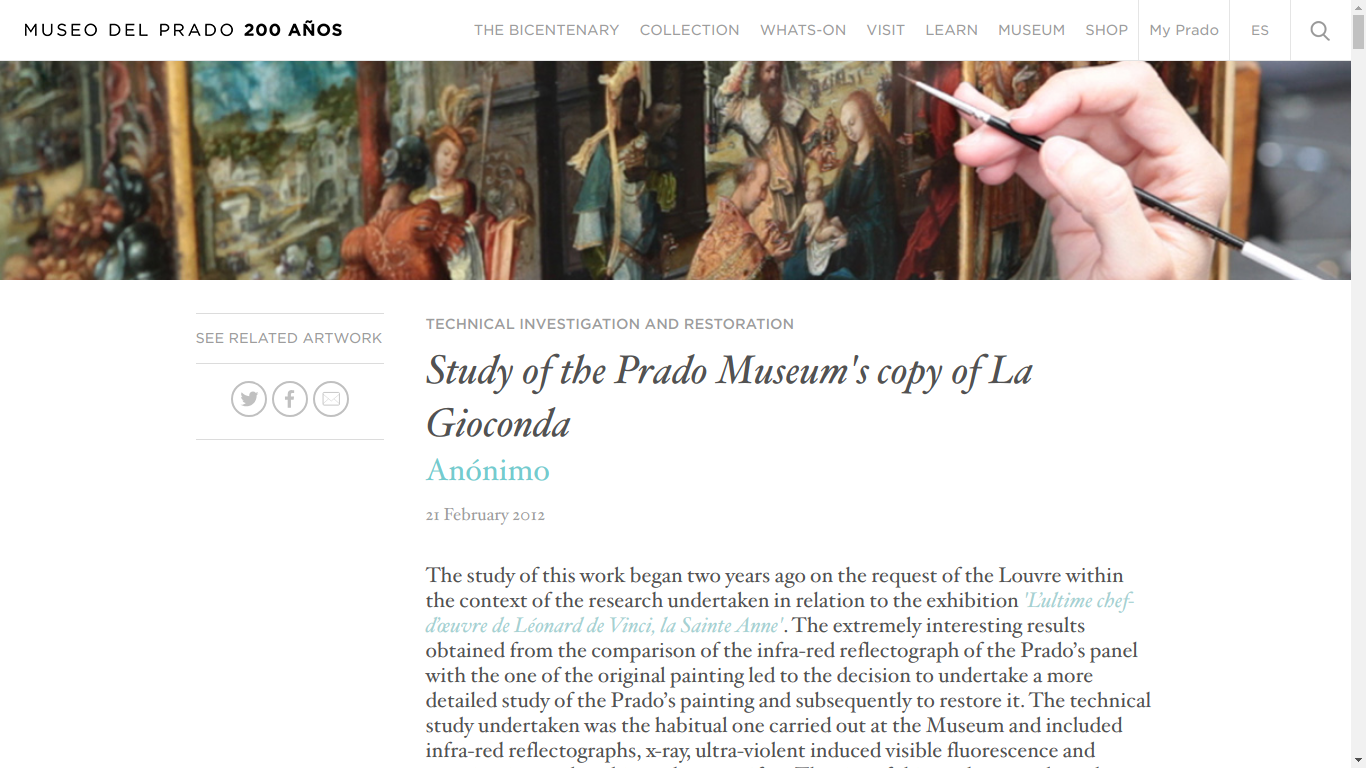 MUSEO DEL PRADO 200 AÑOS
THE BICENTENARY COLLECTION WHATS-ON VISIT LEARN MUSEUM SHOP My Prado ES
SEE RELATED ARTWORK
TECHNICAL INVESTIGATION AND RESTORATION
Study of the Prado Museum's copy of La
Gioconda
Anónimo
21 February 2012
The study of this work began two years ago on the request of the Louvre within
the context of the research undertaken in relation to the exhibition 'L'ultime chef-
d'œuvre de Léonard de Vinci, la Sainte Anne'. The extremely interesting results
obtained from the comparison of the infra-red reflectograph of the Prado's panel
with the one of the original painting led to the decision to undertake a more
detailed study of the Prado's painting and subsequently to restore it. The technical
study undertaken was the habitual one carried out at the Museum and included
infra-red reflectographs, x-ray, ultra-violent induced visible fluorescence and